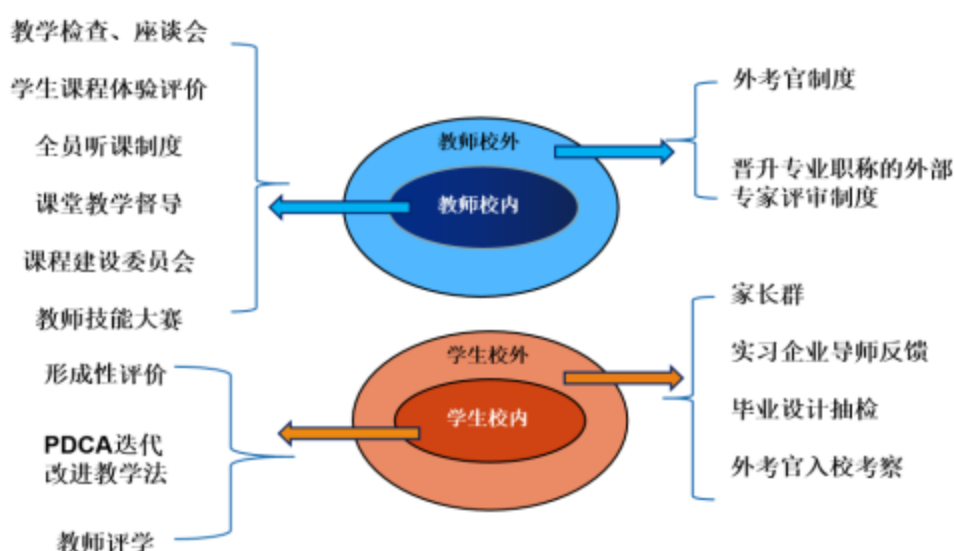 教学检查、座谈会
学生课程体验评价
全员听课制度
课堂教学督导
课程建设委员会
教师技能大赛
教师校外
教师校内
外考官制度
晋升专业职称的外部
专家评审制度
形成性评价
PDCA迭代
改进教学法
教师评学
学生校外
学生校内
家长群
实习企业导师反馈
毕业设计抽检
外考官入校考察